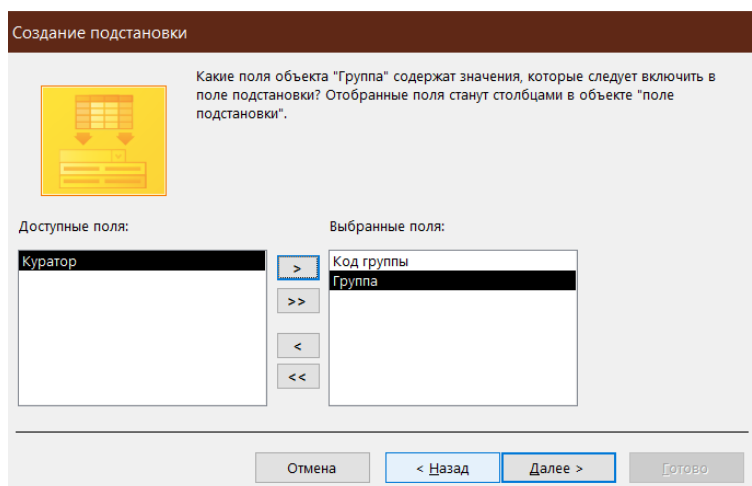 Создание подстановки
Какие поля объекта "Группа" содержат значения, которые следует включить в
поле подстановки? Отобранные поля станут столбцами в объекте "поле
подстановки".
Доступные поля:
Выбранные поля:
Куратор
>
>>
<
<<
Код группы
Группа
Отмена
< Назад
Далее >
Готово